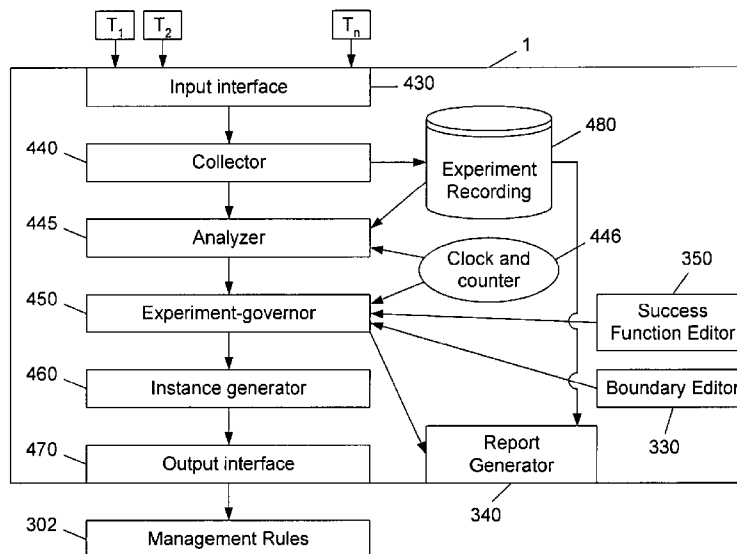 T1
T2
Tn
1
Input interface
430
440
Collector
480
Experiment
Recording
445
Analyzer
Clock and
counter
446
350
450
Experiment-governor
Success
Function Editor
460
Instance generator
Boundary Editor
330
470
Output interface
Report
Generator
340
302
Management Rules